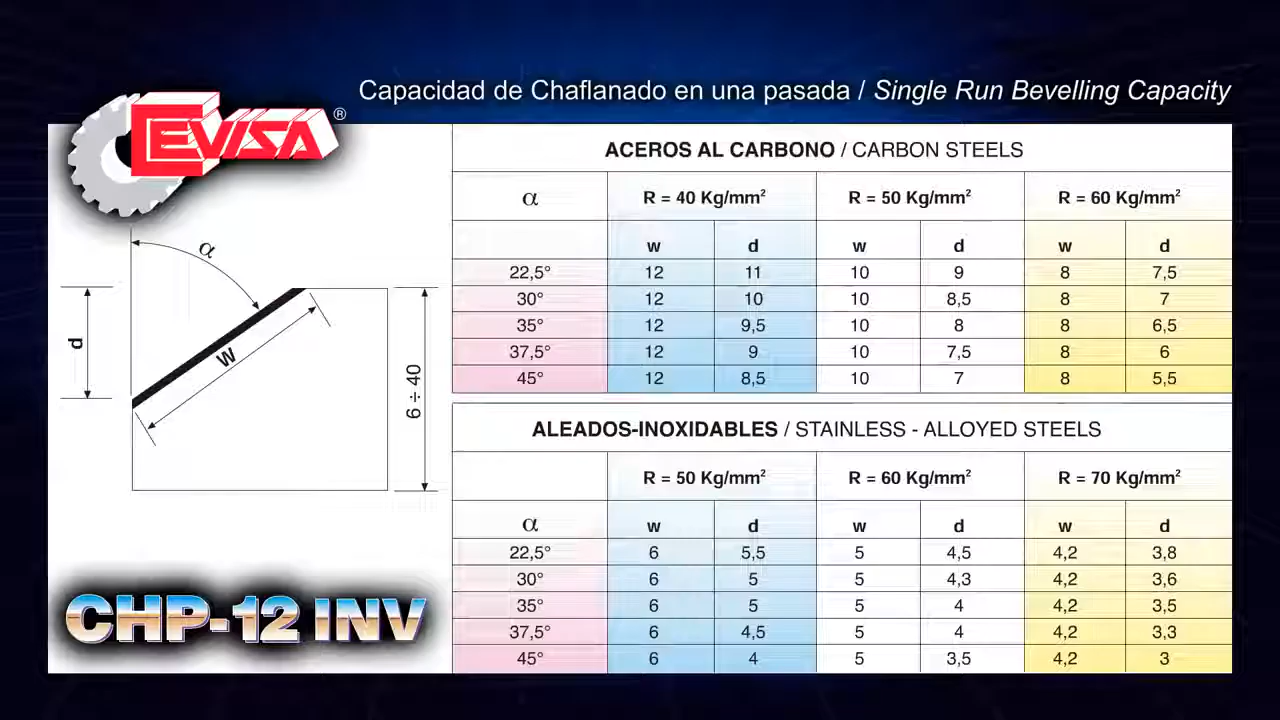 Capacidad de Chaflanado en una pasada / Single Run Bevelling Capacity
CEVISA ®
ACEROS AL CARBONO / CARBON STEELS
α R = 40 Kg/mm² R = 50 Kg/mm² R = 60 Kg/mm²
w d w d w d
22,5° 12 11 10 9 8 7,5
30° 12 10 10 8,5 8 7
35° 12 9,5 10 8 8 6,5
37,5° 12 9 10 7,5 8 6
45° 12 8,5 10 7 8 5,5
ALEADOS-INOXIDABLES / STAINLESS - ALLOYED STEELS
R = 50 Kg/mm² R = 60 Kg/mm² R = 70 Kg/mm²
α w d w d w d
22,5° 6 5,5 5 4,5 4,2 3,8
30° 6 5 5 4,3 4,2 3,6
35° 6 5 5 4 4,2 3,5
37,5° 6 4,5 5 4 4,2 3,3
45° 6 4 5 3,5 4,2 3
α
d
W
6 ÷ 40
CHP-12 INV